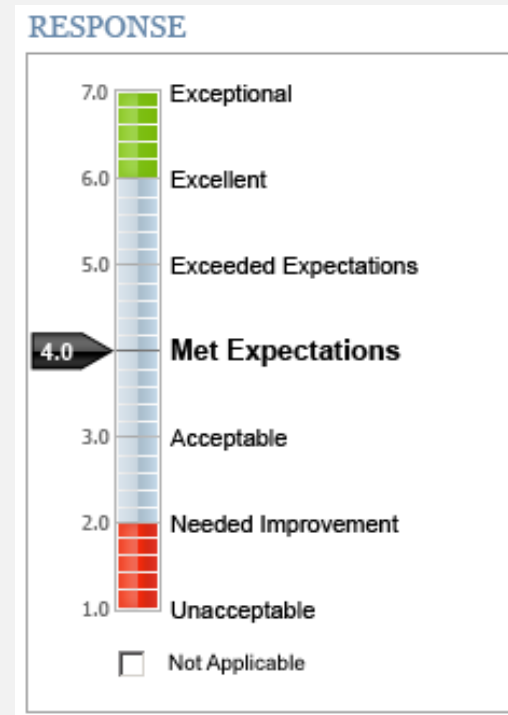 RESPONSE
7.0 Exceptional
6.0 Excellent
5.0 Exceeded Expectations
4.0 Met Expectations
3.0 Acceptable
2.0 Needed Improvement
1.0 Unacceptable
Not Applicable